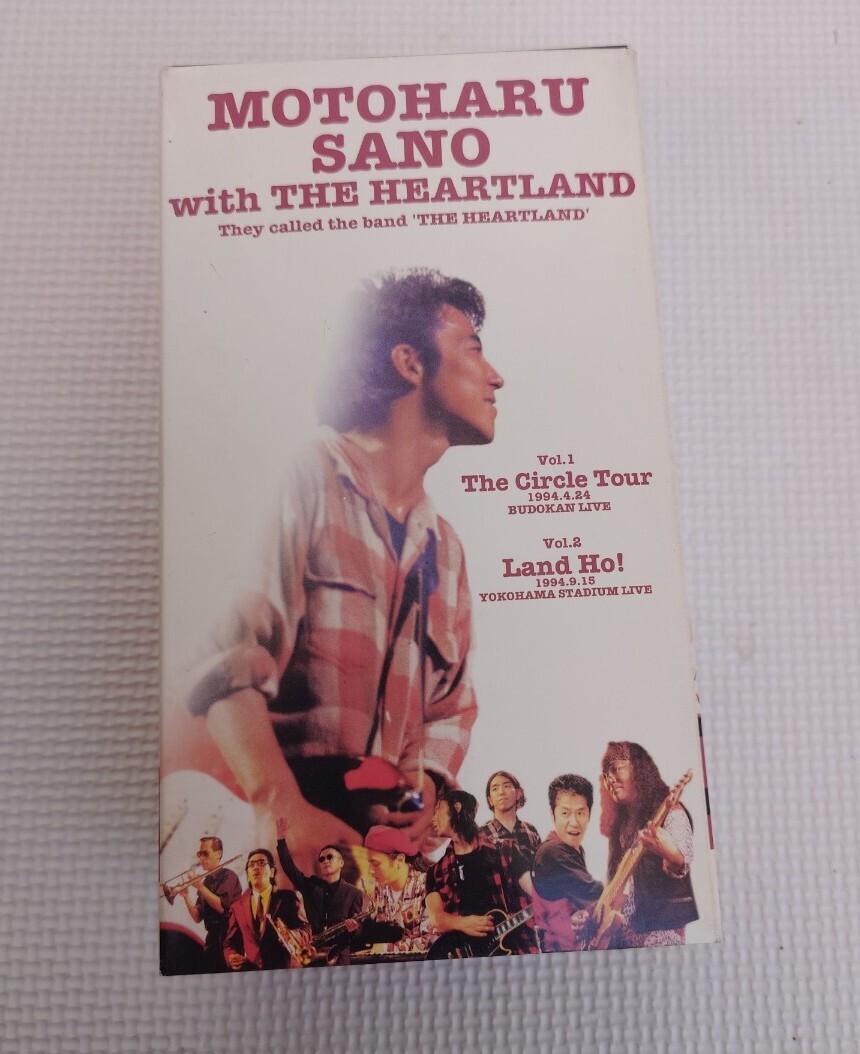 MOTOHARU
SANO
with THE HEARTLAND
They called the band 'THE HEARTLAND'
Vol.1
The Circle Tour
1994.4.24
BUDOKAN LIVE
Vol.2
Land Ho!
1994.9.15
YOKOHAMA STADIUM LIVE